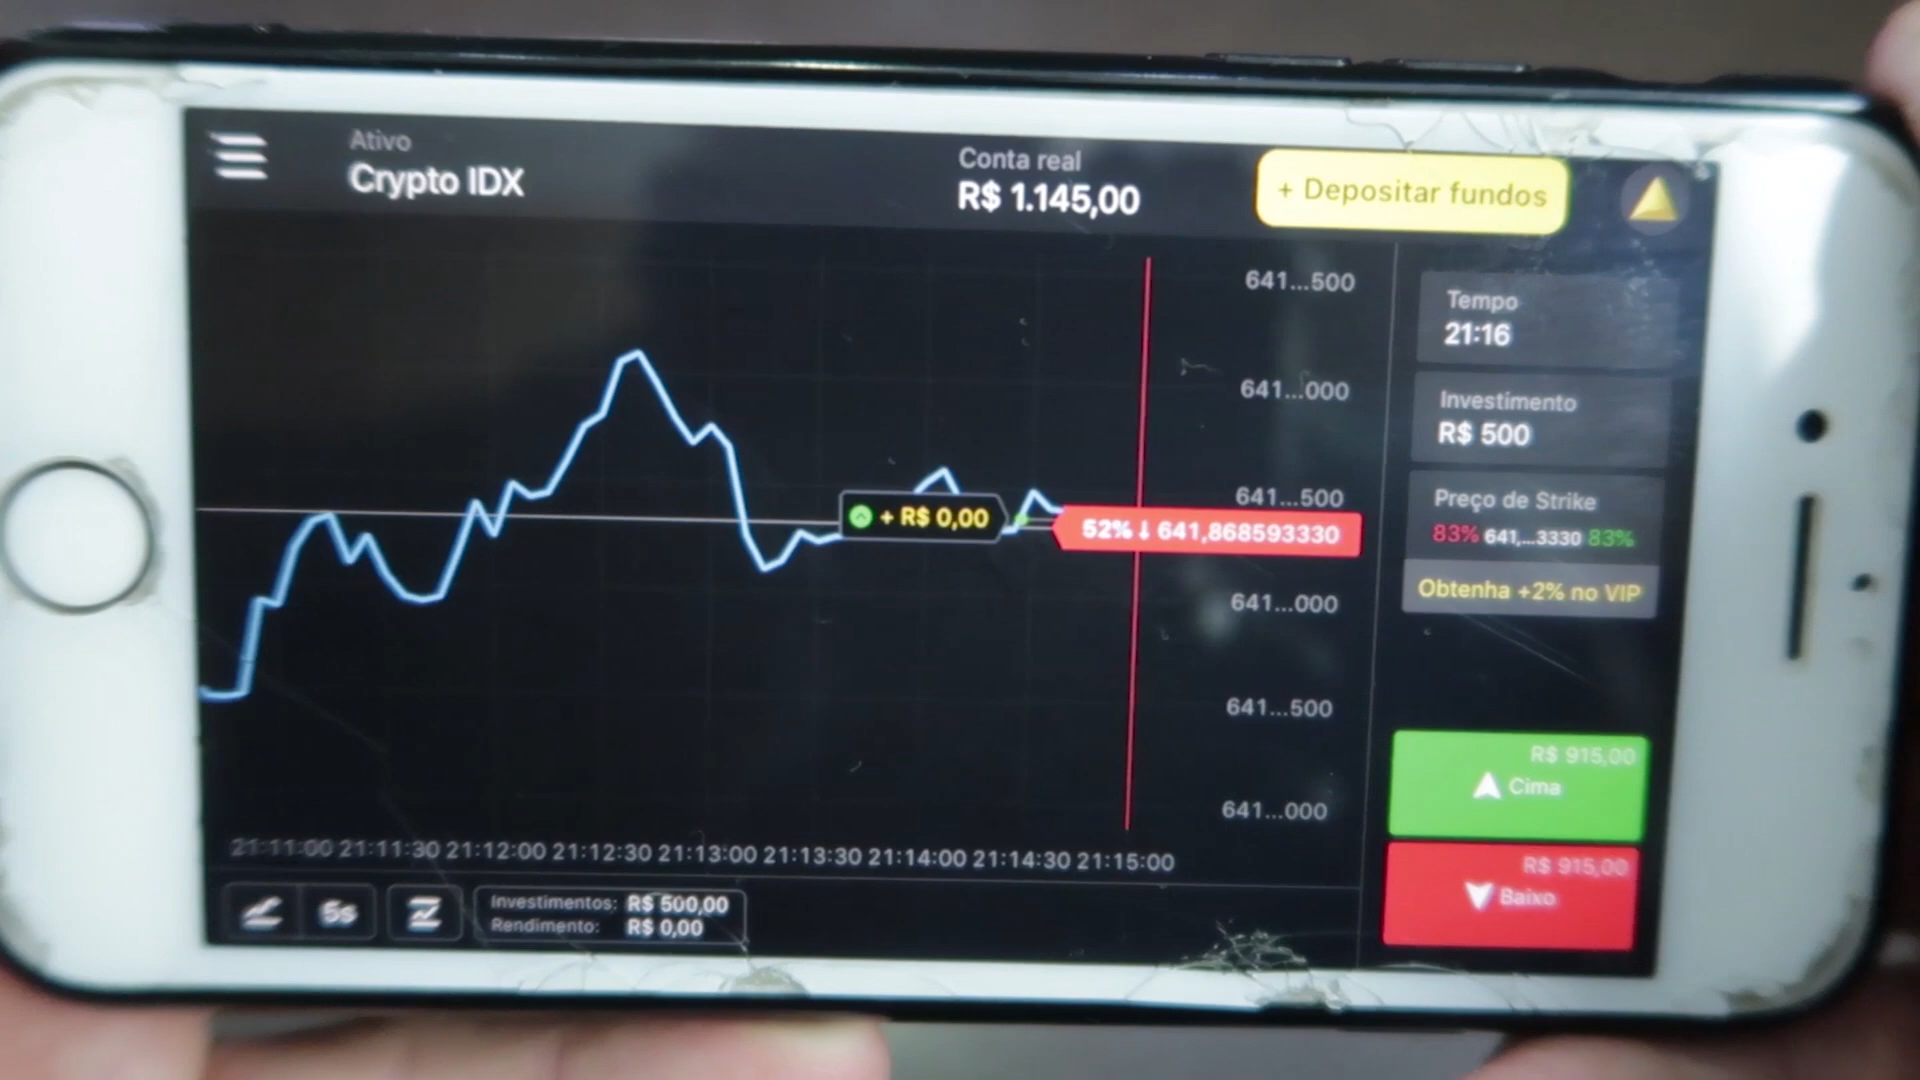 Ativo
Crypto IDX
Conta real
R$ 1.145,00
+ Depositar fundos
641...500
641...000
641...500
641...000
641...500
641...000
+ R$ 0,00
52% ↓ 641,868593330
Tempo
21:16
Investimento
R$ 500
Preço de Strike
83% 641,...3330 83%
Obtenha +2% no VIP
R$ 915,00
Cima
R$ 915,00
Baixo
21:11:00 21:11:30 21:12:00 21:12:30 21:13:00 21:13:30 21:14:00 21:14:30 21:15:00
5s
Investimentos: R$ 500,00
Rendimento: R$ 0,00